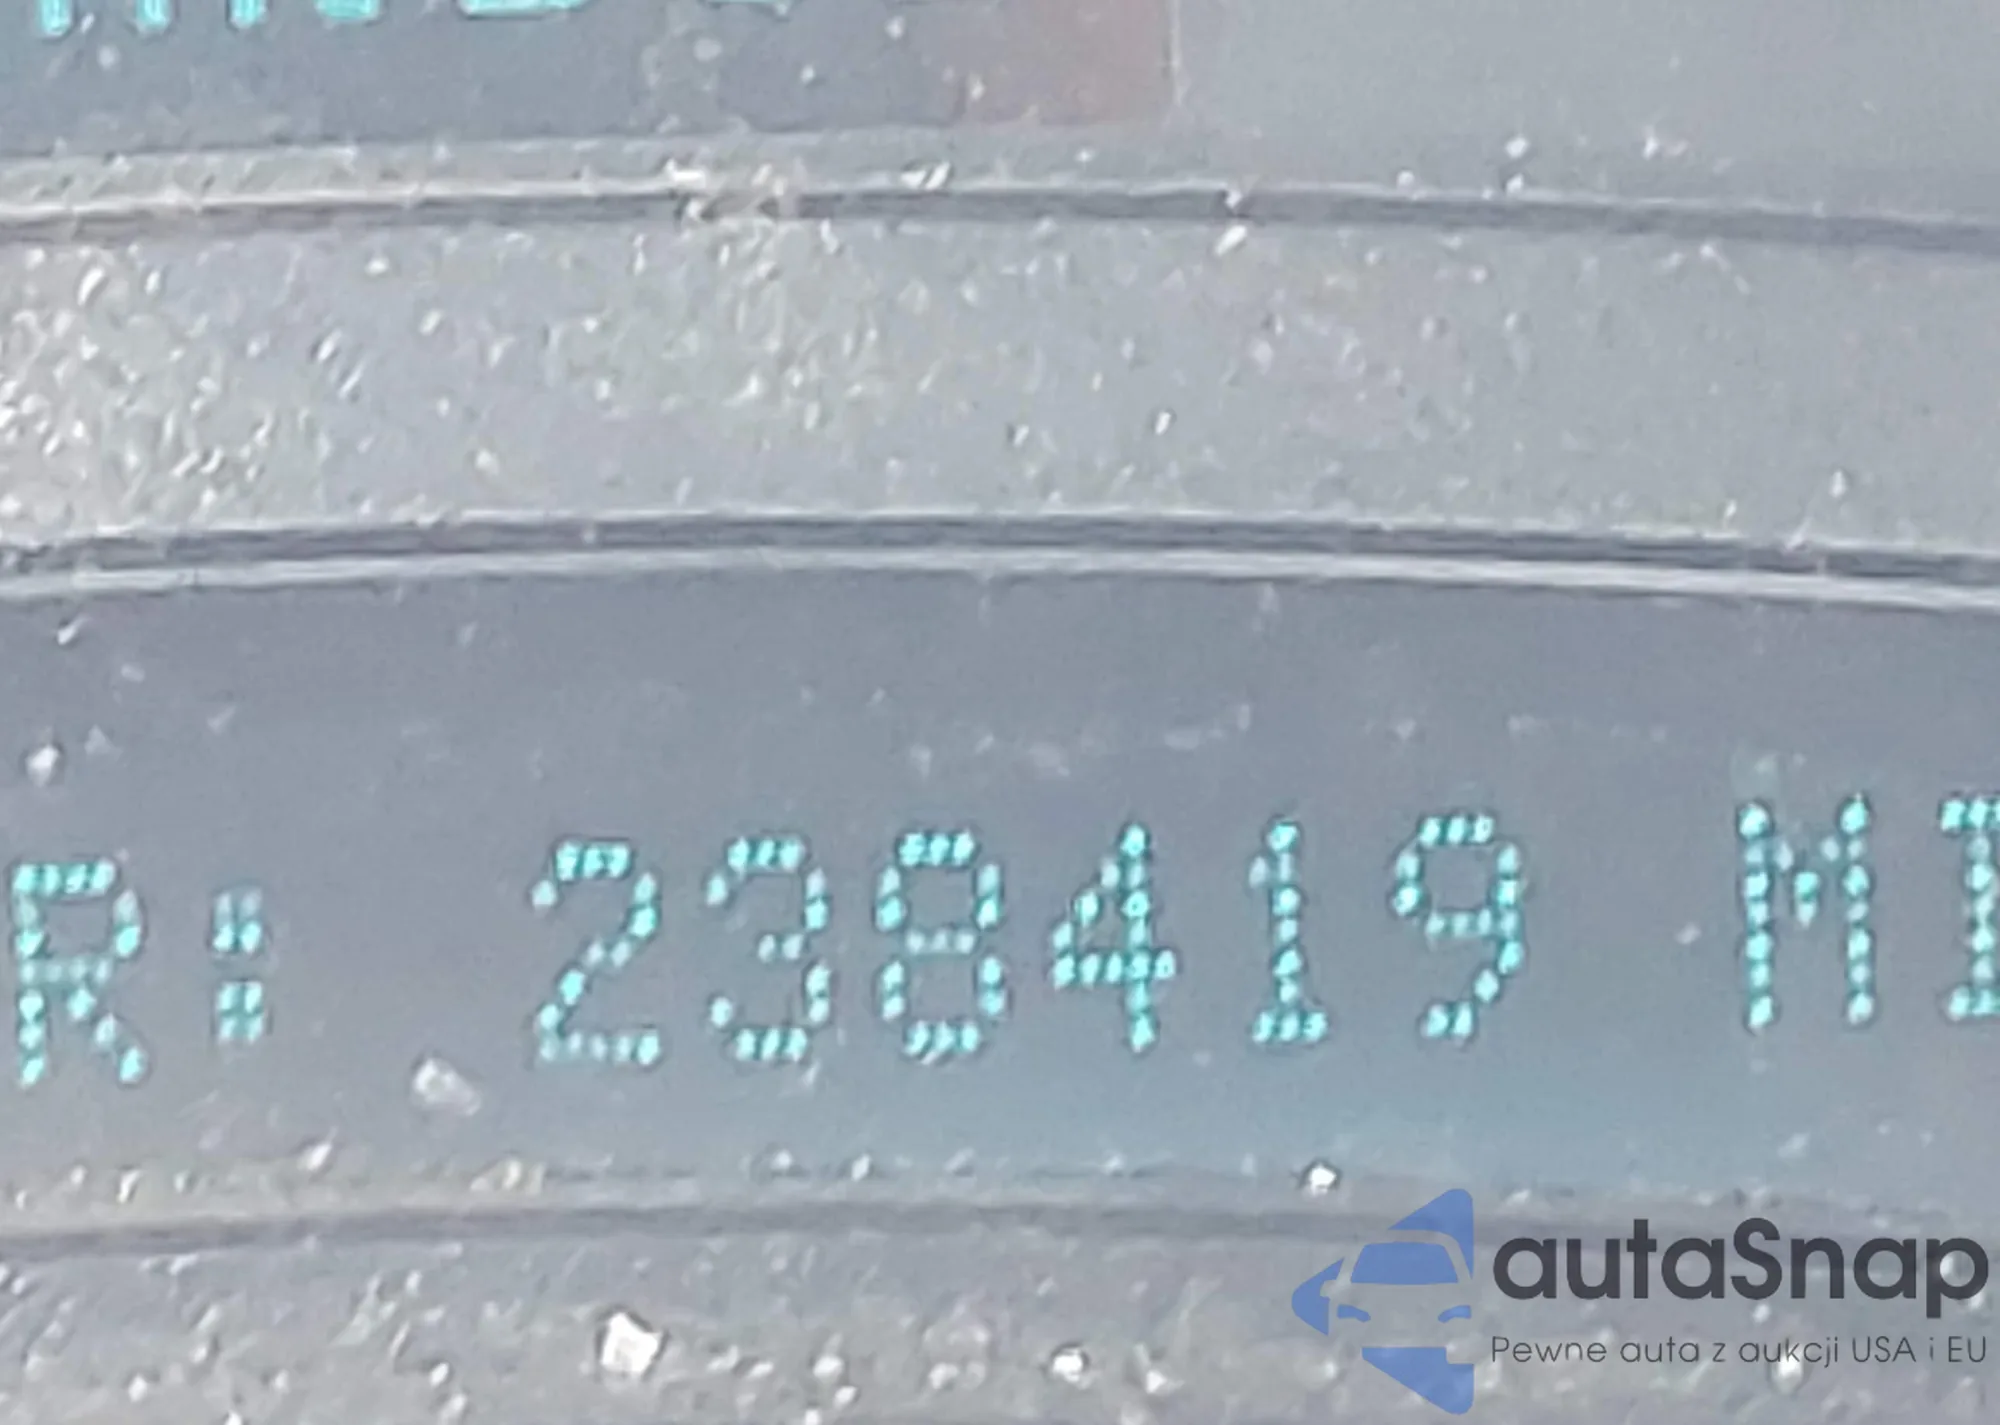 R: 238419 MI
autaSnap
Pewne auta z aukcji USA i EU